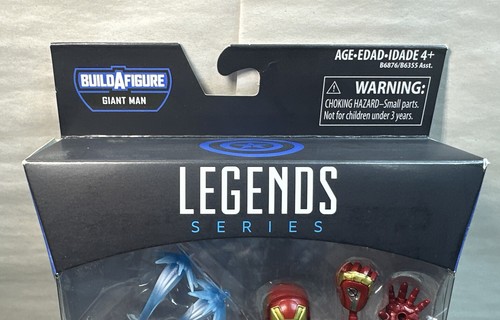 BUILD A FIGURE
GIANT MAN
AGE•EDAD•IDADE 4+
B6876/B6355 Asst.
WARNING:
CHOKING HAZARD–Small parts.
Not for children under 3 years.
LEGENDS
SERIES